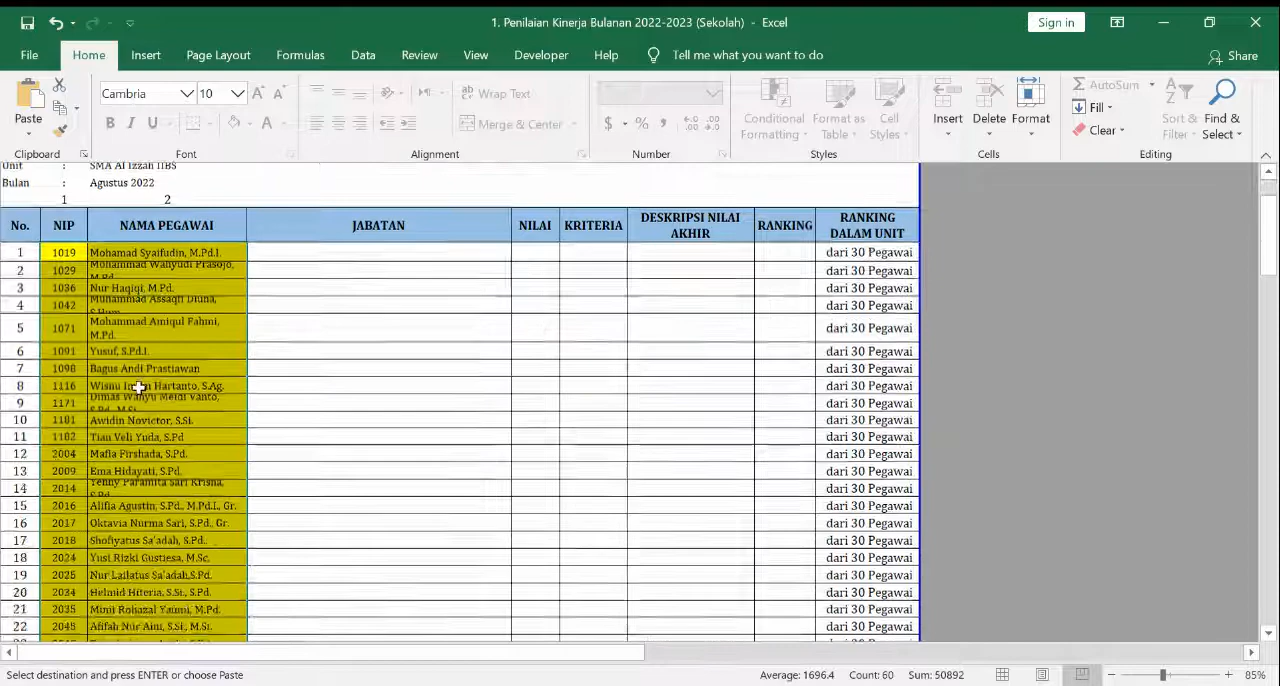 1. Penilaian Kinerja Bulanan 2022-2023 (Sekolah) - Excel
Sign in
File Home Insert Page Layout Formulas Data Review View Developer Help Tell me what you want to do Share
Paste
Clipboard
Cambria 10
B I U
Font
Wrap Text
Merge & Center
Alignment
$ % ,
Number
Conditional Formatting
Format as Table
Cell Styles
Styles
Insert Delete Format
Cells
AutoSum
Fill
Clear
Sort & Filter
Find & Select
Editing
Unit : SMA Al Izzah IIBS
Bulan : Agustus 2022
1 2
No. NIP NAMA PEGAWAI JABATAN NILAI KRITERIA DESKRIPSI NILAI AKHIR RANKING RANKING DALAM UNIT
1 1019 Mohamad Syaifudin, M.Pd.I. dari 30 Pegawai
2 1029 Mohammad Wahyudi Prasojo, M.Pd. dari 30 Pegawai
3 1036 Nur Haqiqi, M.Pd. dari 30 Pegawai
4 1042 Muhammad Assaqfi Diuna, S.Hum. dari 30 Pegawai
5 1071 Mohammad Amiqul Fahmi, M.Pd. dari 30 Pegawai
6 1091 Yusuf, S.Pd.I. dari 30 Pegawai
7 1098 Bagus Andi Prastiawan dari 30 Pegawai
8 1116 Wisnu Hartanto, S.Ag. dari 30 Pegawai
9 1171 Dimas Wahyu Meidi Yanto, S.Pd., M.Si. dari 30 Pegawai
10 1181 Awidin Novictor, S.Si. dari 30 Pegawai
11 1182 Tian Veli Yuda, S.Pd dari 30 Pegawai
12 2004 Mafla Firshada, S.Pd. dari 30 Pegawai
13 2009 Ema Hidayati, S.Pd. dari 30 Pegawai
14 2014 Yenny Paramita Sari Krisna, S.Pd. dari 30 Pegawai
15 2016 Alifia Agustin, S.Pd., M.Pd.I., Gr. dari 30 Pegawai
16 2017 Oktavia Nurma Sari, S.Pd., Gr. dari 30 Pegawai
17 2018 Shofiyatus Sa'adah, S.Pd.. dari 30 Pegawai
18 2024 Yusi Rizki Gustiesa, M.Sc. dari 30 Pegawai
19 2025 Nur Lailatus Sa'adah,S.Pd. dari 30 Pegawai
20 2034 Helmid Hiteria, S.Si., S.Pd. dari 30 Pegawai
21 2035 Mimi Rohazal Yaumi, M.Pd. dari 30 Pegawai
22 2045 Afifah Nur Aini, S.Si., M.Si. dari 30 Pegawai
Select destination and press ENTER or choose Paste
Average: 1696.4 Count: 60 Sum: 50892
85%